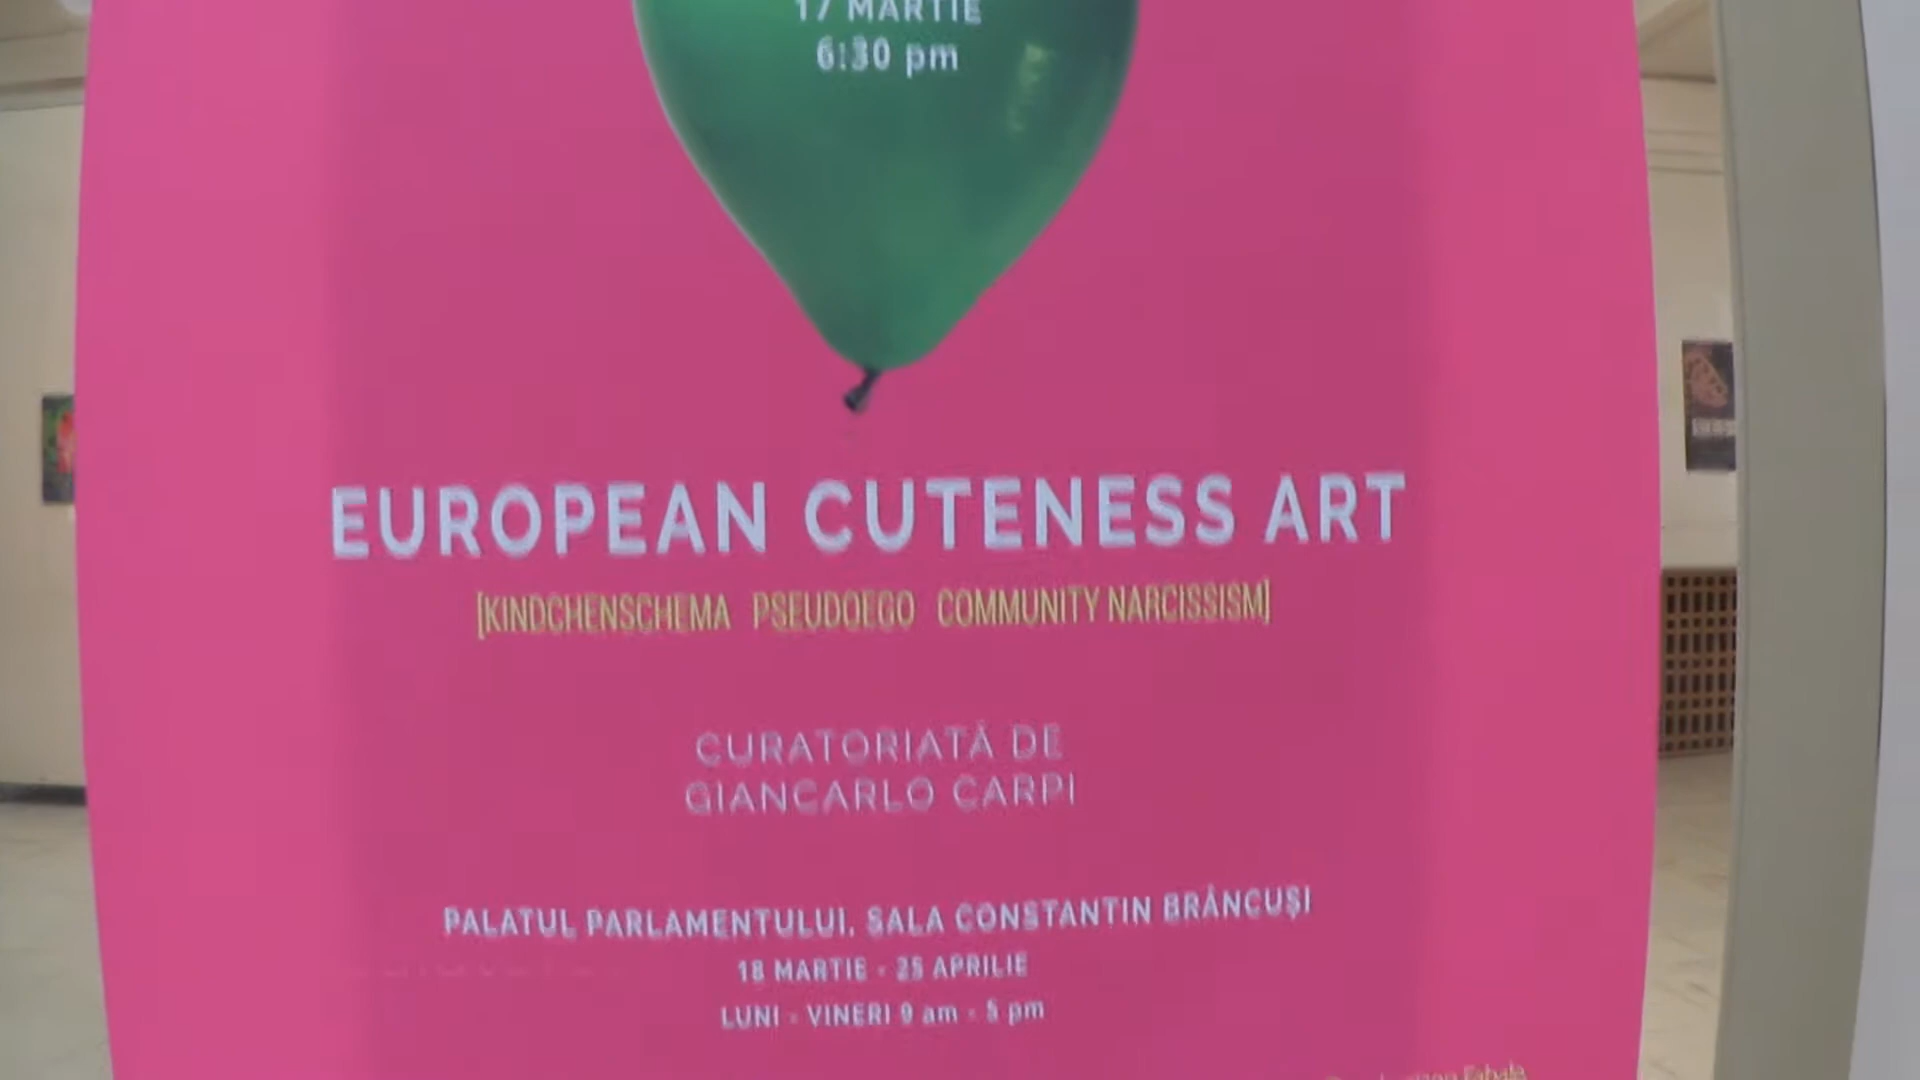 17 MARTIE
6:30 pm
EUROPEAN CUTENESS ART
[KINDCHENSCHEMA PSEUDOEGO COMMUNITY NARCISSISM]
CURATORIATĂ DE
GIANCARLO CARPI
PALATUL PARLAMENTULUI, SALA CONSTANTIN BRÂNCUȘI
18 MARTIE - 25 APRILIE
LUNI - VINERI 9 am - 5 pm